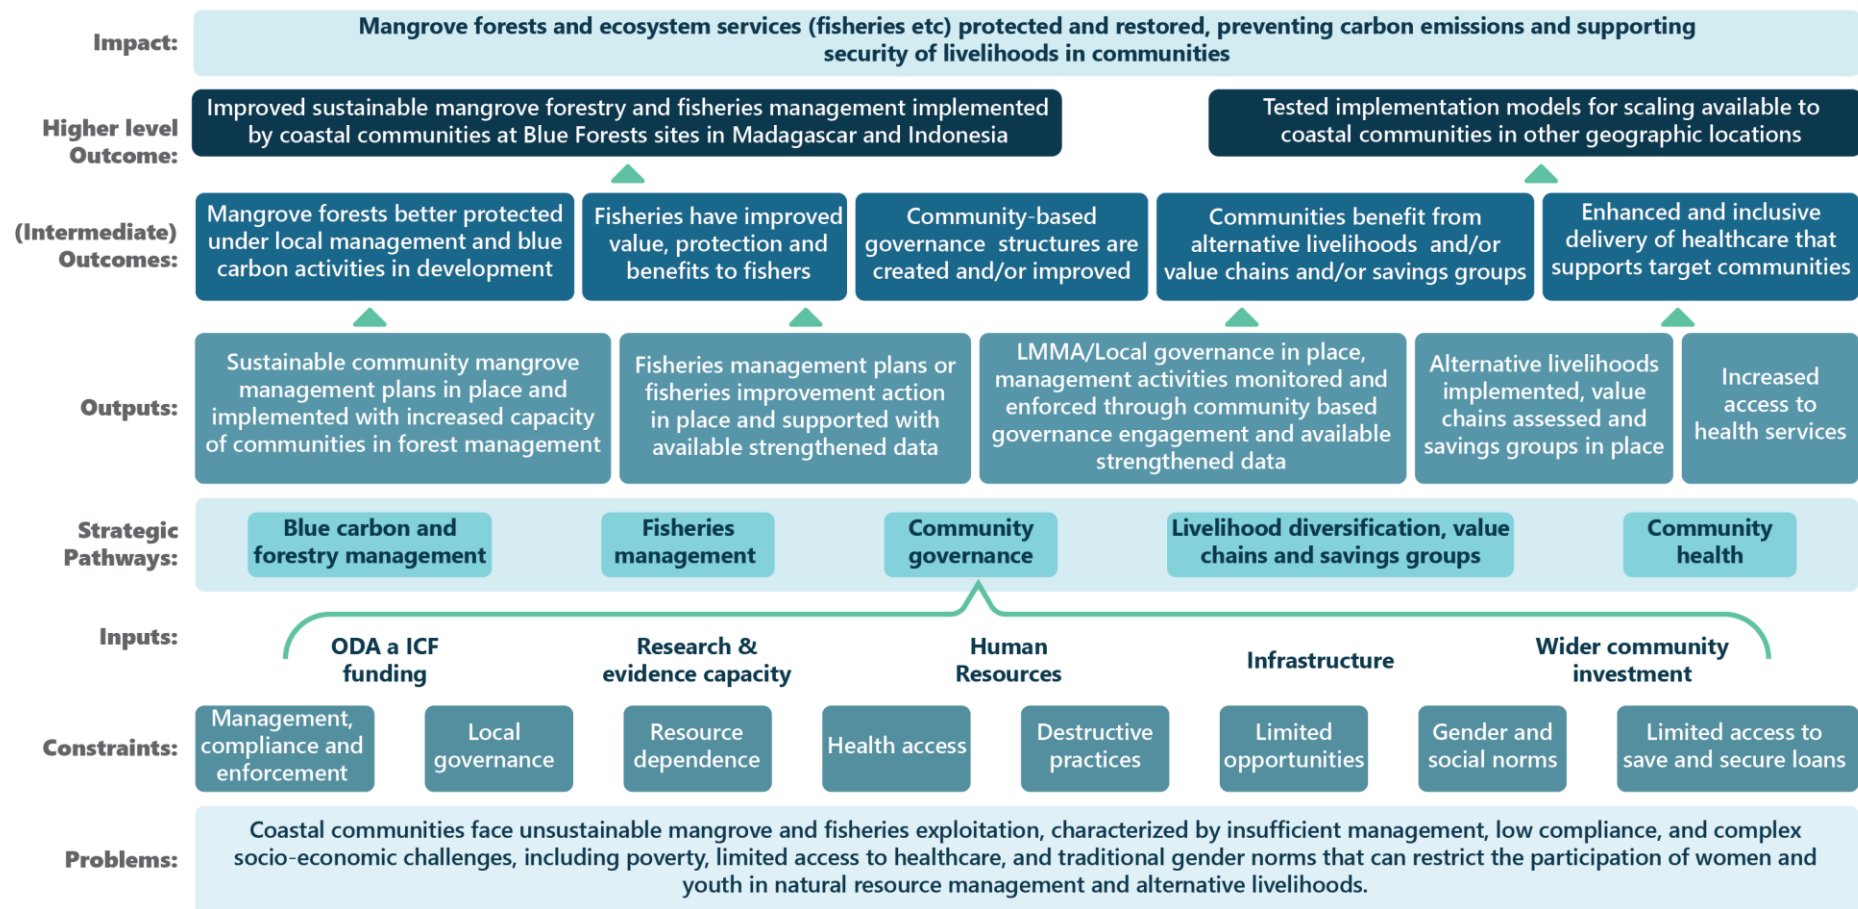 Impact:
Mangrove forests and ecosystem services (fisheries etc) protected and restored, preventing carbon emissions and supporting
security of livelihoods in communities
Higher level
Outcome:
Improved sustainable mangrove forestry and fisheries management implemented
by coastal communities at Blue Forests sites in Madagascar and Indonesia
Tested implementation models for scaling available to
coastal communities in other geographic locations
(Intermediate)
Outcomes:
Mangrove forests better protected
under local management and blue
carbon activities in development
Fisheries have improved
value, protection and
benefits to fishers
Community-based
governance structures are
created and/or improved
Communities benefit from
alternative livelihoods and/or
value chains and/or savings groups
Enhanced and inclusive
delivery of healthcare that
supports target communities
Outputs:
Sustainable community mangrove
management plans in place and
implemented with increased capacity
of communities in forest management
Fisheries management plans or
fisheries improvement action
in place and supported with
available strengthened data
LMMA/Local governance in place,
management activities monitored and
enforced through community based
governance engagement and available
strengthened data
Alternative livelihoods
implemented, value
chains assessed and
savings groups in place
Increased
access to
health services
Strategic
Pathways:
Blue carbon and
forestry management
Fisheries
management
Community
governance
Livelihood diversification, value
chains and savings groups
Community
health
Inputs:
ODA a ICF
funding
Research &
evidence capacity
Human
Resources
Infrastructure
Wider community
investment
Constraints:
Management,
compliance and
enforcement
Local
governance
Resource
dependence
Health access
Destructive
practices
Limited
opportunities
Gender and
social norms
Limited access to
save and secure loans
Problems:
Coastal communities face unsustainable mangrove and fisheries exploitation, characterized by insufficient management, low compliance, and complex
socio-economic challenges, including poverty, limited access to healthcare, and traditional gender norms that can restrict the participation of women and
youth in natural resource management and alternative livelihoods.